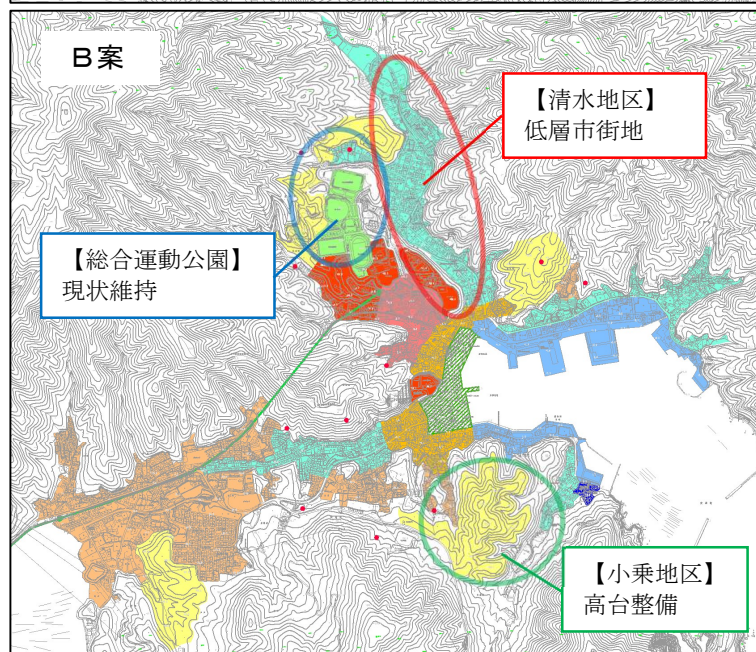 B案
【清水地区】
低層市街地
【総合運動公園】
現状維持
【小乗地区】
高台整備